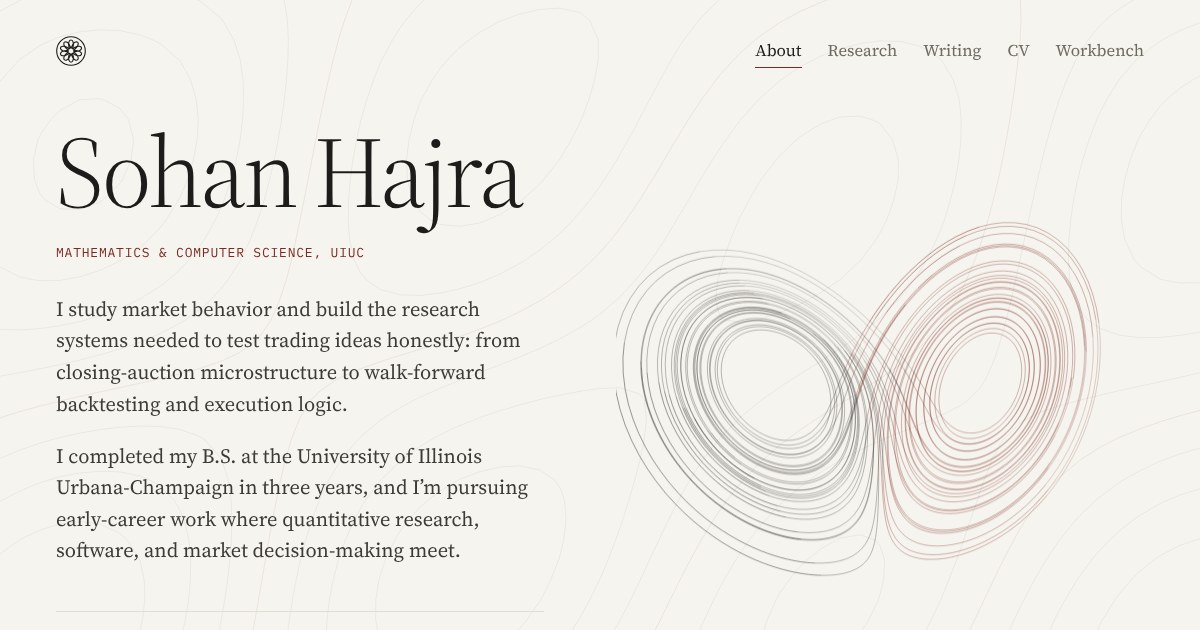 About Research Writing CV Workbench
Sohan Hajra
MATHEMATICS & COMPUTER SCIENCE, UIUC
I study market behavior and build the research
systems needed to test trading ideas honestly: from
closing-auction microstructure to walk-forward
backtesting and execution logic.
I completed my B.S. at the University of Illinois
Urbana-Champaign in three years, and I’m pursuing
early-career work where quantitative research,
software, and market decision-making meet.